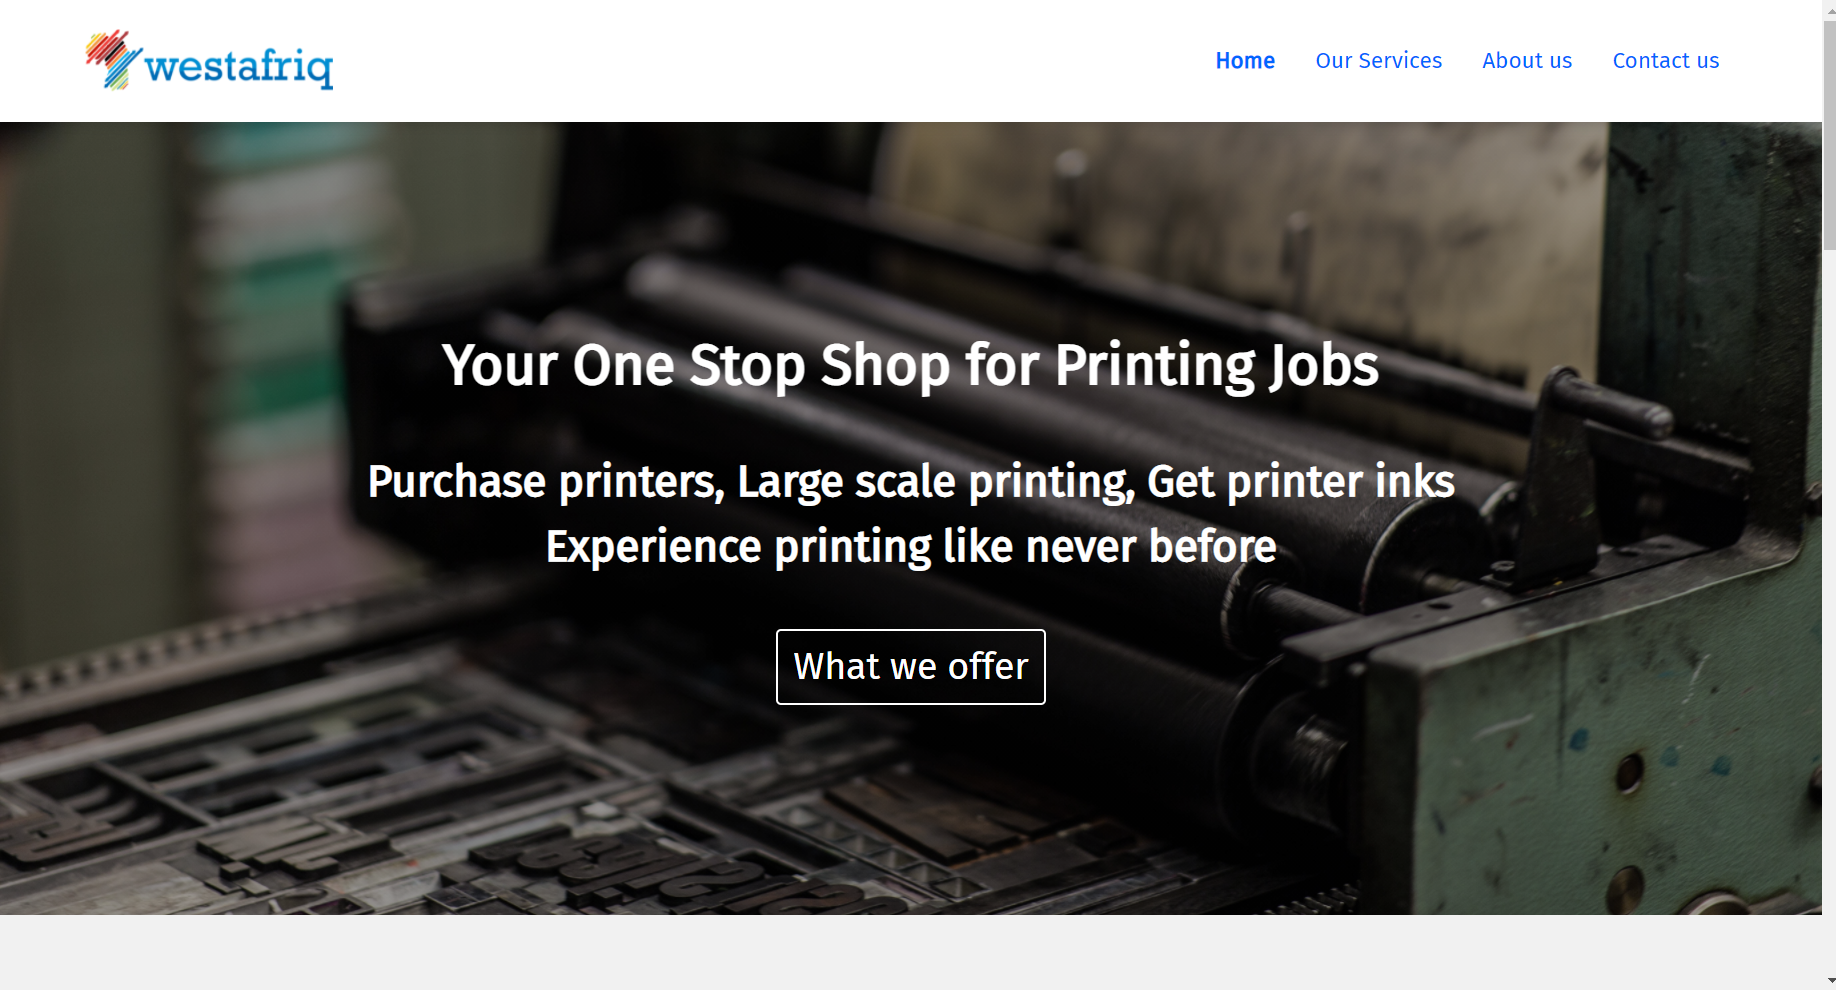 westafriq
Home Our Services About us Contact us
Your One Stop Shop for Printing Jobs
Purchase printers, Large scale printing, Get printer inks
Experience printing like never before
What we offer